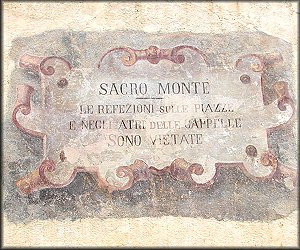 SACRO MONTE
LE REFEZIONI SULLE PIAZZE
E NEGLI ATRI DELLE CAPPELLE
SONO VIETATE